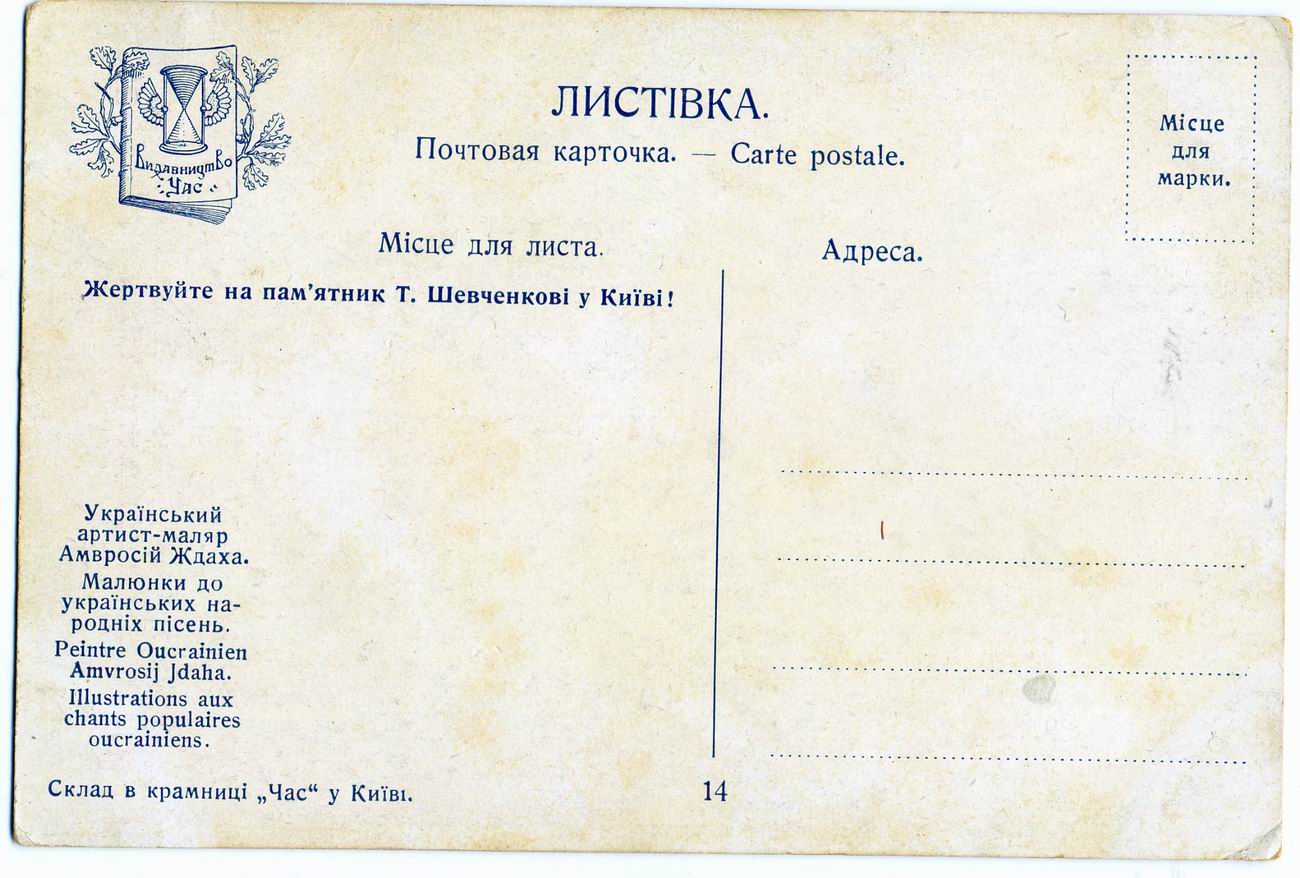 Видавництво
Час
ЛИСТІВКА.
Почтовая карточка. — Carte postale.
Місце
для
марки.
Місце для листа.
Адреса.
Жертвуйте на пам'ятник Т. Шевченкові у Київі!
Український
артист-маляр
Амвросій Ждаха.
Малюнки до
українських на-
родніх пісень.
Peintre Oucrainien
Amvrosij Jdaha.
Illustrations aux
chants populaires
oucrainiens.
Склад в крамниці „Час“ у Київі.
14